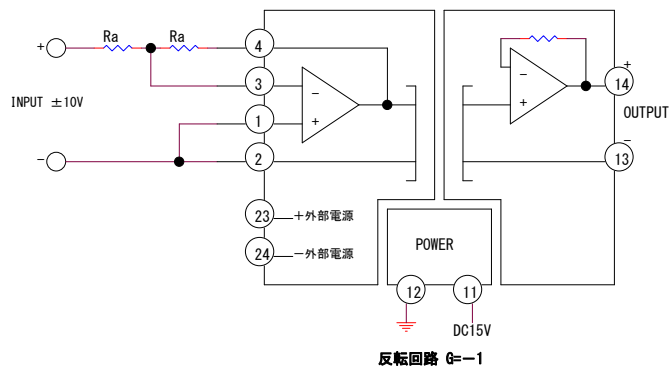 Ra Ra
+
4
3
1
2
INPUT ±10V
−
−
+
−
+
+
14
OUTPUT
−
13
23 +外部電源
24 −外部電源
POWER
12 11
DC15V
反転回路 G=−1